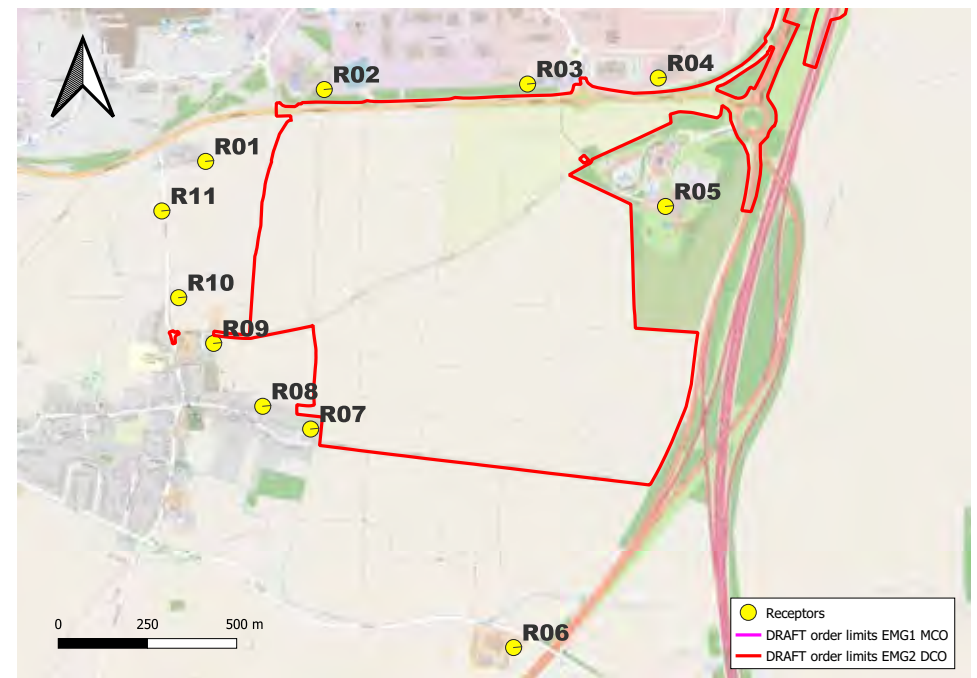 R02
R03
R04
R01
R11
R05
R10
R09
R08
R07
R06
0 250 500 m
Receptors
DRAFT order limits EMG1 MCO
DRAFT order limits EMG2 DCO